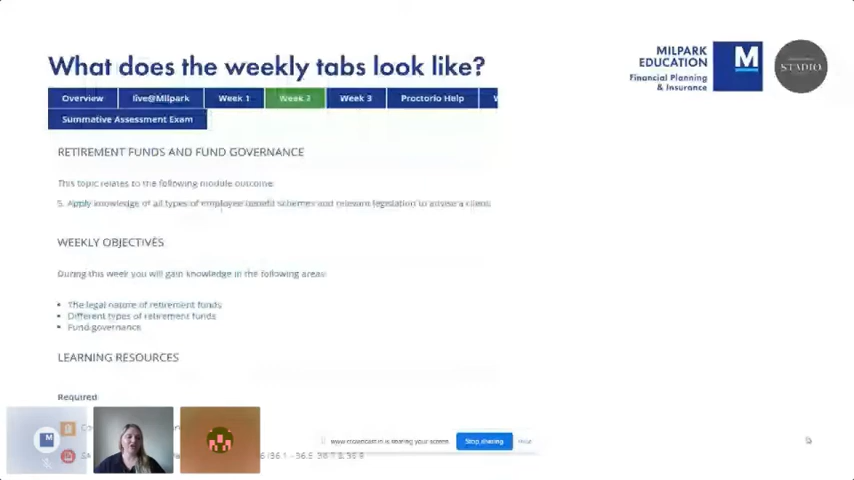 What does the weekly tabs look like?
MILPARK
EDUCATION
Financial Planning
& Insurance
M
STADIO
Overview
live@Milpark
Week 1
Week 2
Week 3
Proctorio Help
W
Summative Assessment Exam
RETIREMENT FUNDS AND FUND GOVERNANCE
This topic relates to the following module outcome:
5. Apply knowledge of all types of employee benefit schemes and relevant legislation to advise a client.
WEEKLY OBJECTIVES
During this week you will gain knowledge in the following areas:
• The legal nature of retirement funds
• Different types of retirement funds
• Fund governance
LEARNING RESOURCES
Required
M
is sharing your screen.
Stop sharing
Hide